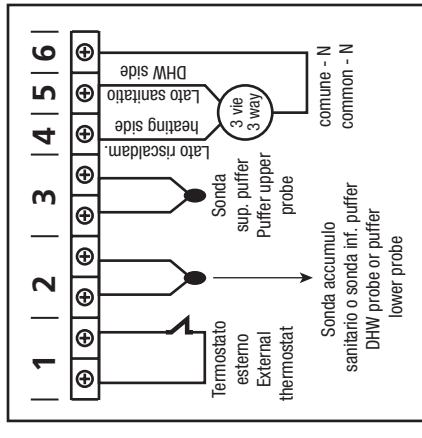 1 2 3 4 5 6
Termostato
esterno
External
thermostat
Sonda accumulo
sanitario o sonda inf. puffer
DHW probe or puffer
lower probe
Sonda
sup. puffer
Puffer upper
probe
Lato riscaldam.
heating side
Lato sanitatio
DHW side
3 vie
3 way
comune - N
common - N